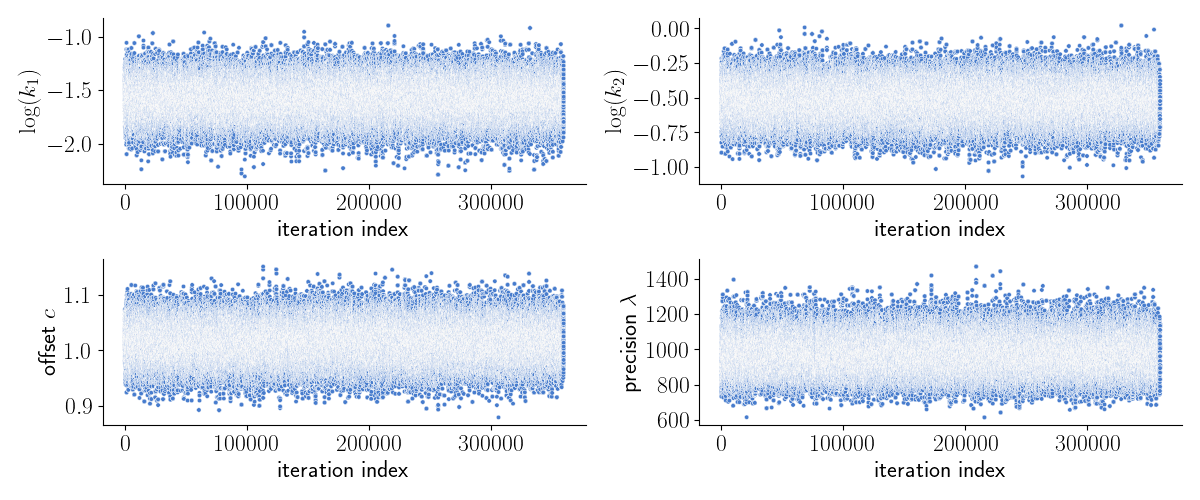 −1.0
−1.5
−2.0
log(k₁)
0 100000 200000 300000
iteration index
0.00
−0.25
−0.50
−0.75
−1.00
log(k₂)
0 100000 200000 300000
iteration index
1.1
1.0
0.9
offset c
0 100000 200000 300000
iteration index
1400
1200
1000
800
600
precision λ
0 100000 200000 300000
iteration index